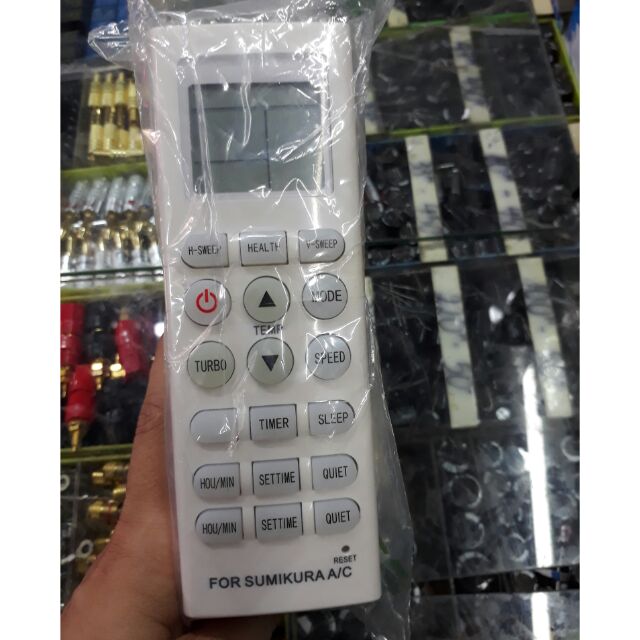 H-SWEEP HEALTH V-SWEEP
MODE
TEMP
TURBO SPEED
TIMER SLEEP
HOU/MIN SETTIME QUIET
HOU/MIN SETTIME QUIET
RESET
FOR SUMIKURA A/C